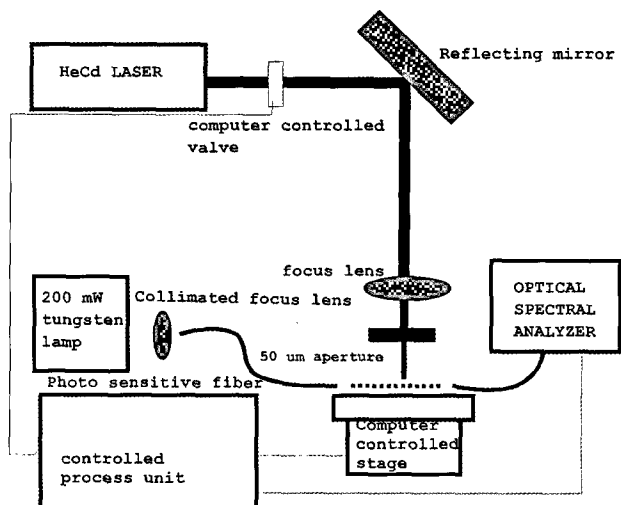 Reflecting mirror
HeCd LASER
computer controlled
valve
focus lens
200 mW
tungsten
lamp
Collimated focus lens
OPTICAL
SPECTRAL
ANALYZER
50 um aperture
Photo sensitive fiber
Computer
controlled
stage
controlled
process unit